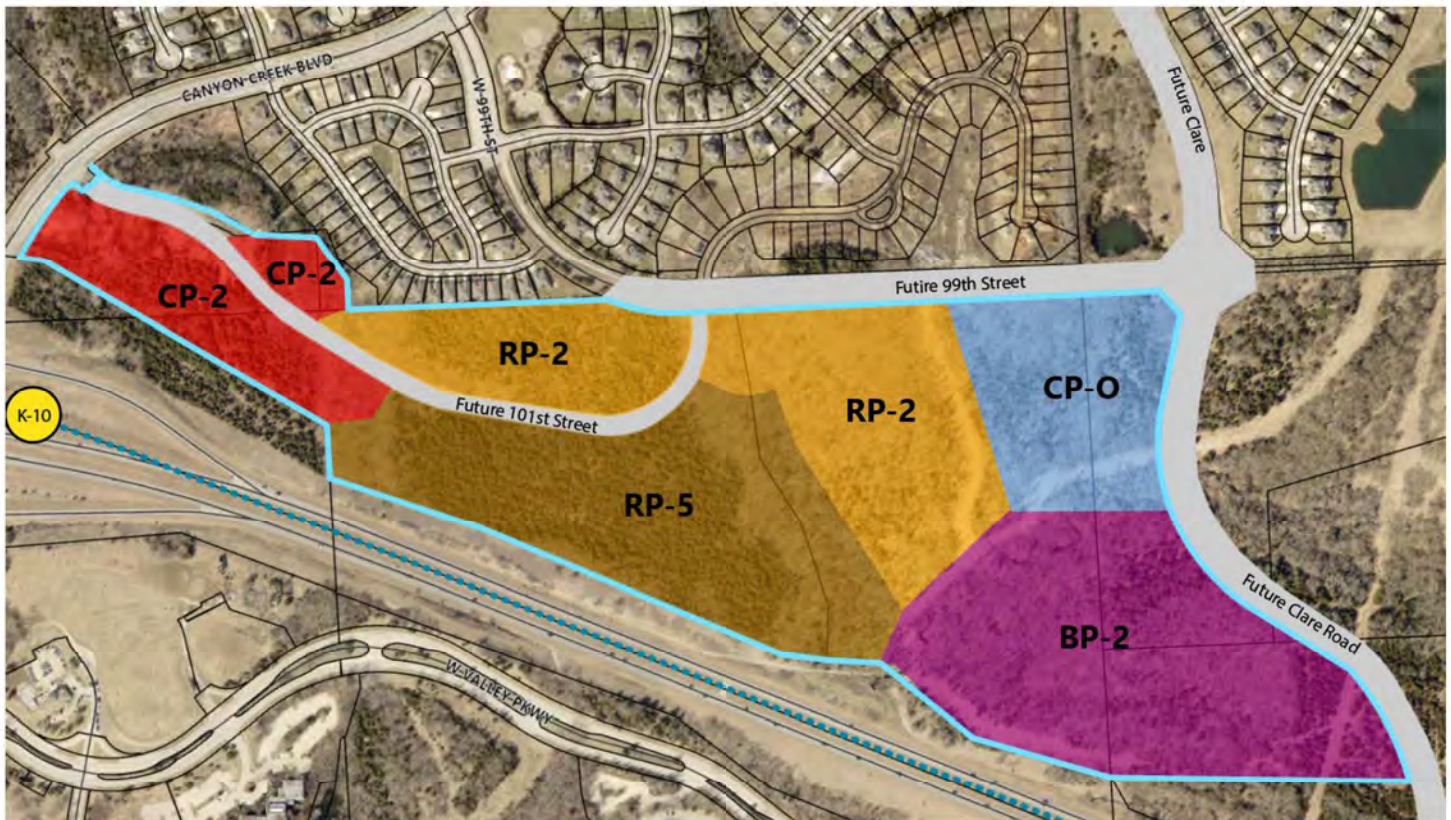 CANYON CREEK BLVD
W 99TH ST
Future Clare
CP-2
CP-2
Futire 99th Street
RP-2
CP-O
RP-2
K-10
Future 101st Street
RP-5
Future Clare Road
BP-2
W VALLEY PKWY